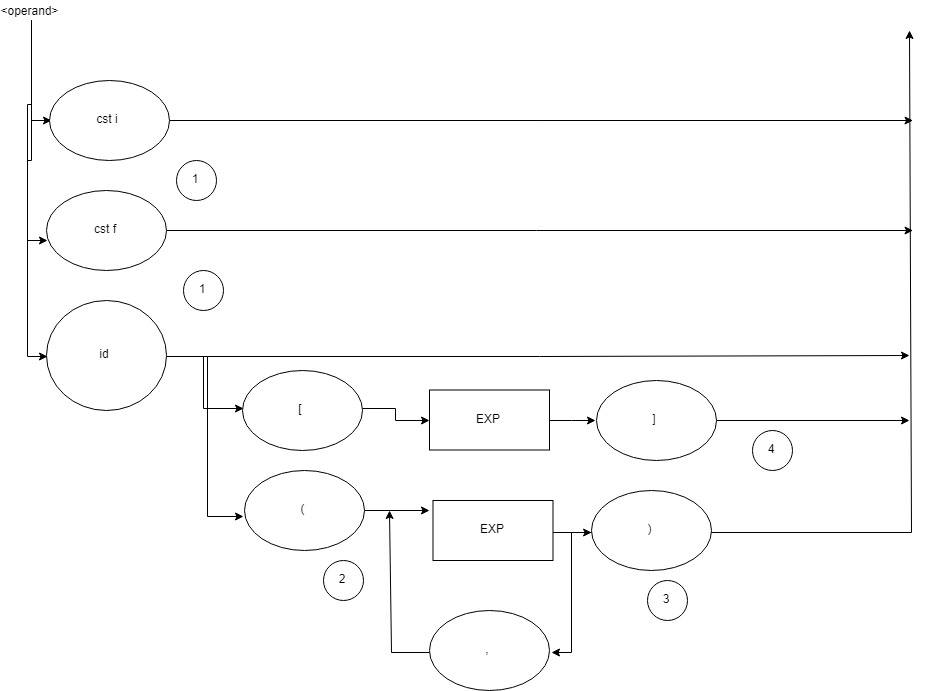 <operand>
cst i
1
cst f
1
id
[
EXP
]
4
(
EXP
)
2
3
,